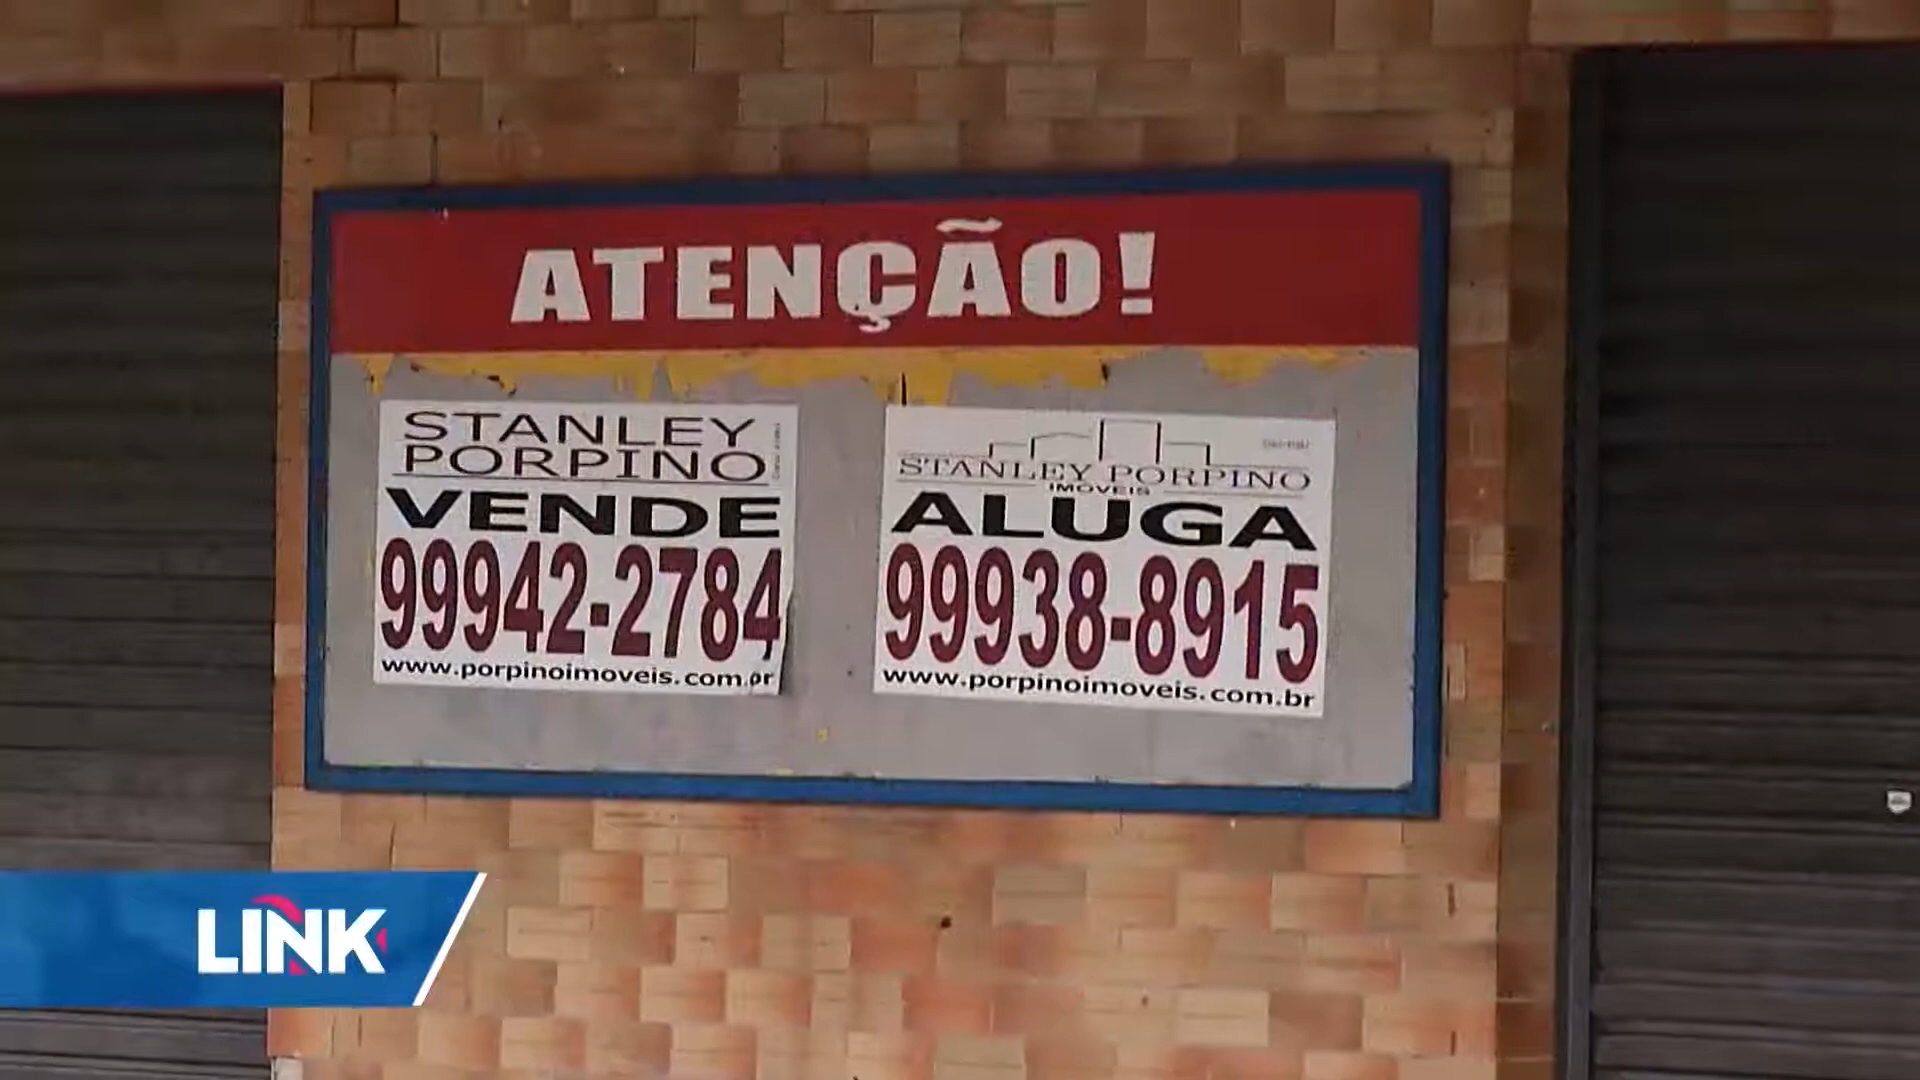 ATENÇÃO!
STANLEY
PORPINO
VENDE
99942-2784
www.porpinoimoveis.com.br
STANLEY PORPINO
IMÓVEIS
ALUGA
99938-8915
www.porpinoimoveis.com.br
LINK